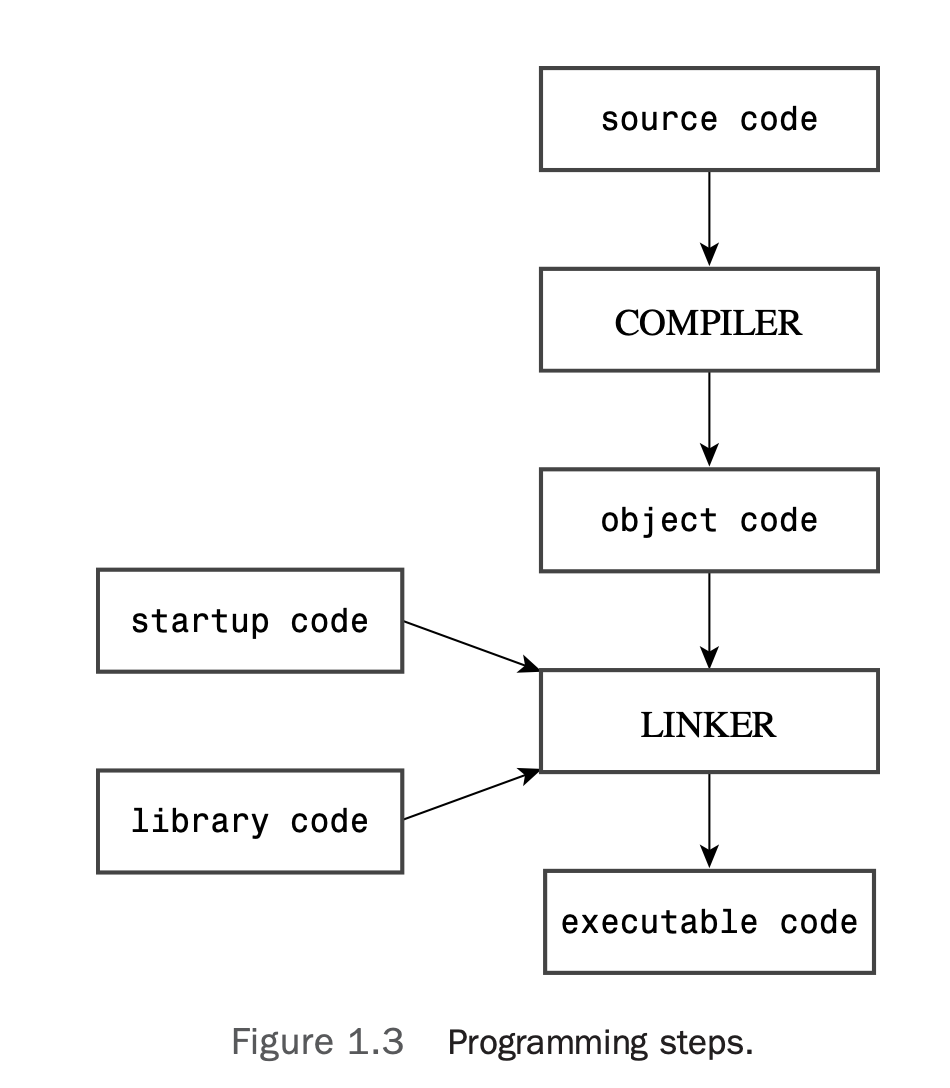 source code
COMPILER
object code
startup code
LINKER
library code
executable code
Figure 1.3 Programming steps.